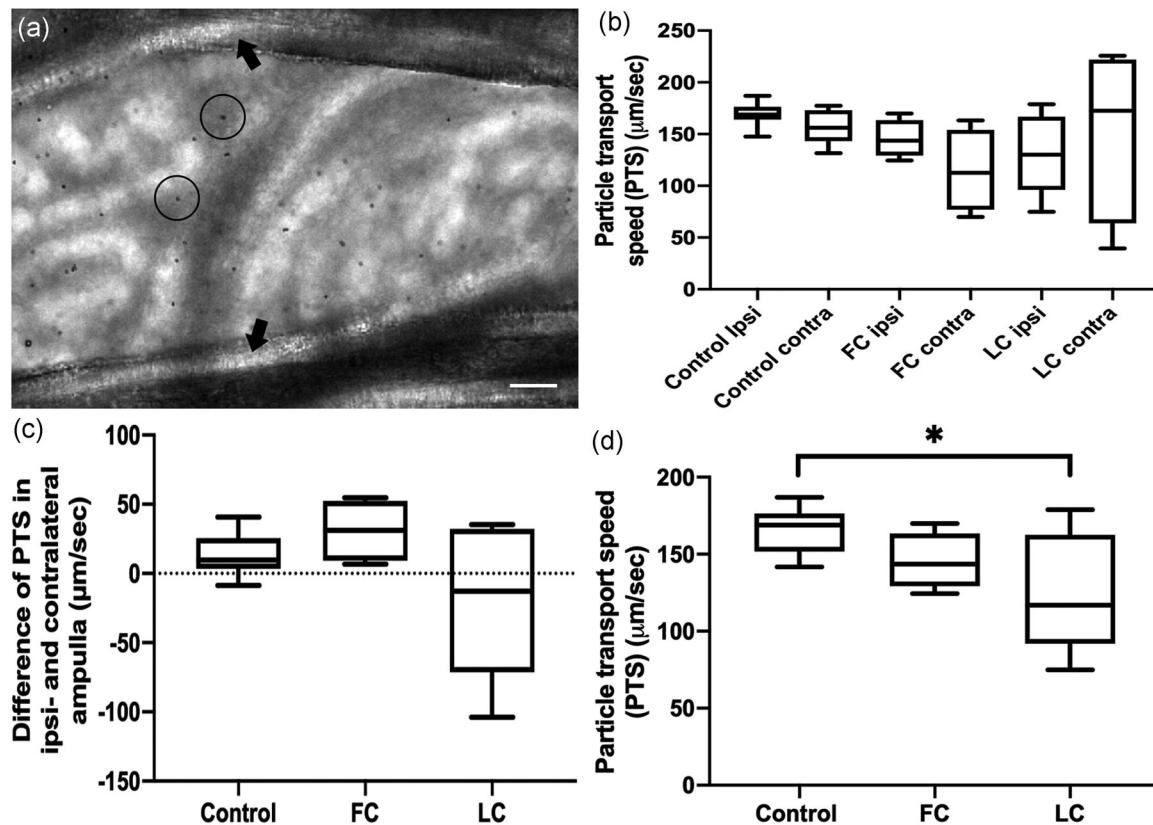 (a)
(b)
Particle transport
speed (PTS) (μm/sec)
250
200
150
100
50
0
Control Ipsi
Control contra
FC ipsi
FC contra
LC ipsi
LC contra
(c)
Difference of PTS in
ipsi- and contralateral
ampulla (μm/sec)
100
50
0
-50
-100
-150
Control
FC
LC
(d)
*
Particle transport speed
(PTS) (μm/sec)
200
150
100
50
0
Control
FC
LC